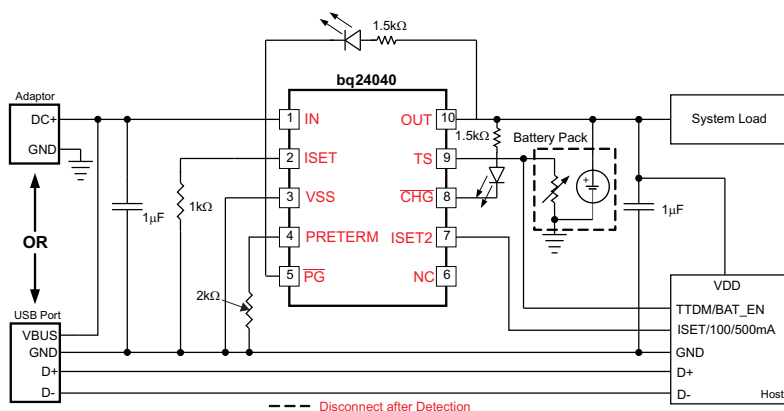 1.5kΩ
bq24040
Adaptor
DC+
GND
1 IN
OUT 10
System Load
1.5kΩ
Battery Pack
2 ISET
TS 9
1kΩ
3 VSS
CHG 8
+
1μF
1μF
OR
4 PRETERM
ISET2 7
5 PG
NC 6
2kΩ
VDD
USB Port
TTDM/BAT_EN
VBUS
ISET/100/500mA
GND
GND
D+
D+
D-
D-
Host
Disconnect after Detection